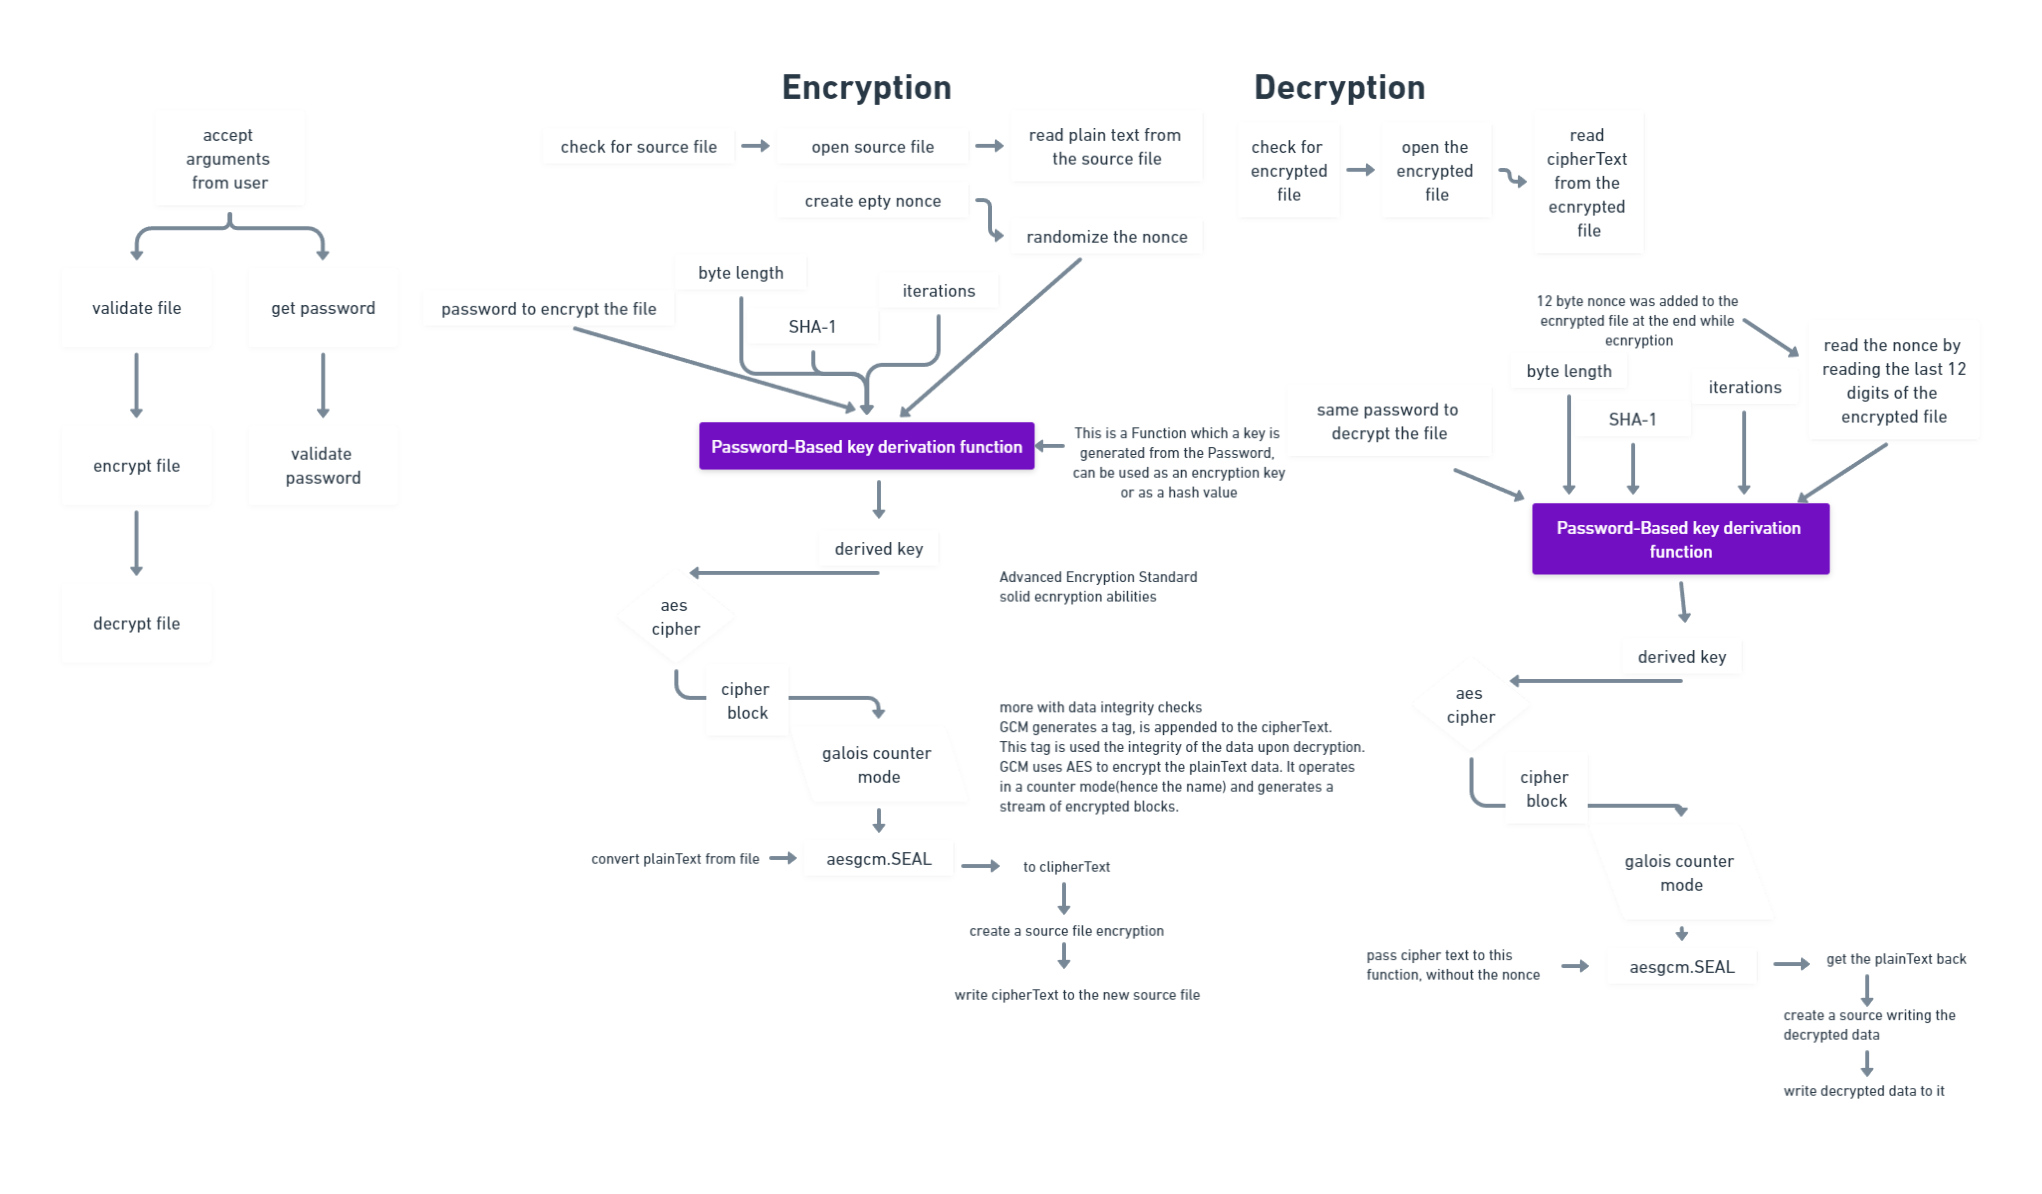 Encryption
Decryption
accept
arguments
from user
validate file
get password
encrypt file
validate
password
decrypt file
check for source file
open source file
read plain text from
the source file
create epty nonce
randomize the nonce
byte length
iterations
password to encrypt the file
SHA-1
Password-Based key derivation function
This is a Function which a key is
generated from the Password,
can be used as an encryption key
or as a hash value
derived key
aes
cipher
Advanced Encryption Standard
solid ecnryption abilities
cipher
block
galois counter
mode
more with data integrity checks
GCM generates a tag, is appended to the cipherText.
This tag is used the integrity of the data upon decryption.
GCM uses AES to encrypt the plainText data. It operates
in a counter mode(hence the name) and generates a
stream of encrypted blocks.
convert plainText from file
aesgcm.SEAL
to clipherText
create a source file encryption
write cipherText to the new source file
check for
encrypted
file
open the
encrypted
file
read
cipherText
from the
ecnrypted
file
12 byte nonce was added to the
ecnrypted file at the end while
ecnryption
read the nonce by
reading the last 12
digits of the
encrypted file
byte length
iterations
same password to
decrypt the file
SHA-1
Password-Based key derivation
function
derived key
aes
cipher
cipher
block
galois counter
mode
pass cipher text to this
function, without the nonce
aesgcm.SEAL
get the plainText back
create a source writing the
decrypted data
write decrypted data to it